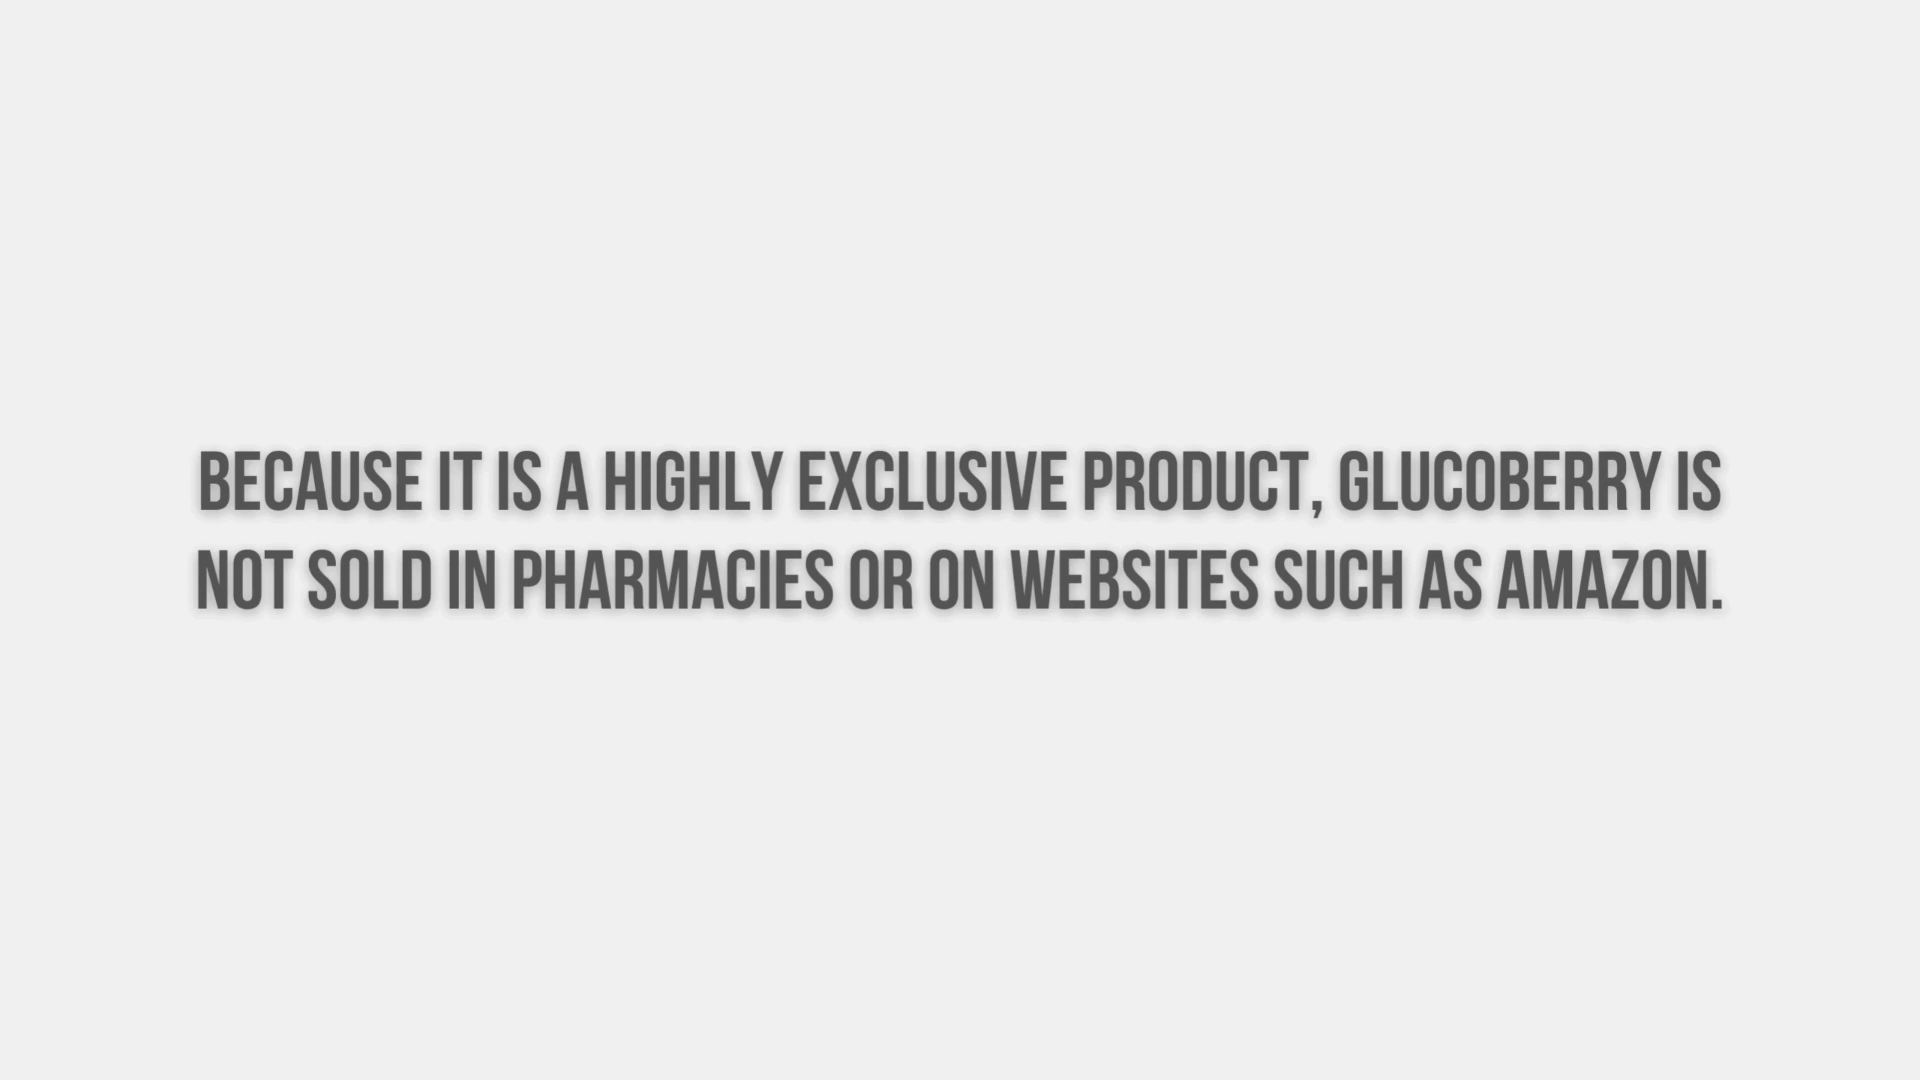 BECAUSE IT IS A HIGHLY EXCLUSIVE PRODUCT, GLUCOBERRY IS
NOT SOLD IN PHARMACIES OR ON WEBSITES SUCH AS AMAZON.